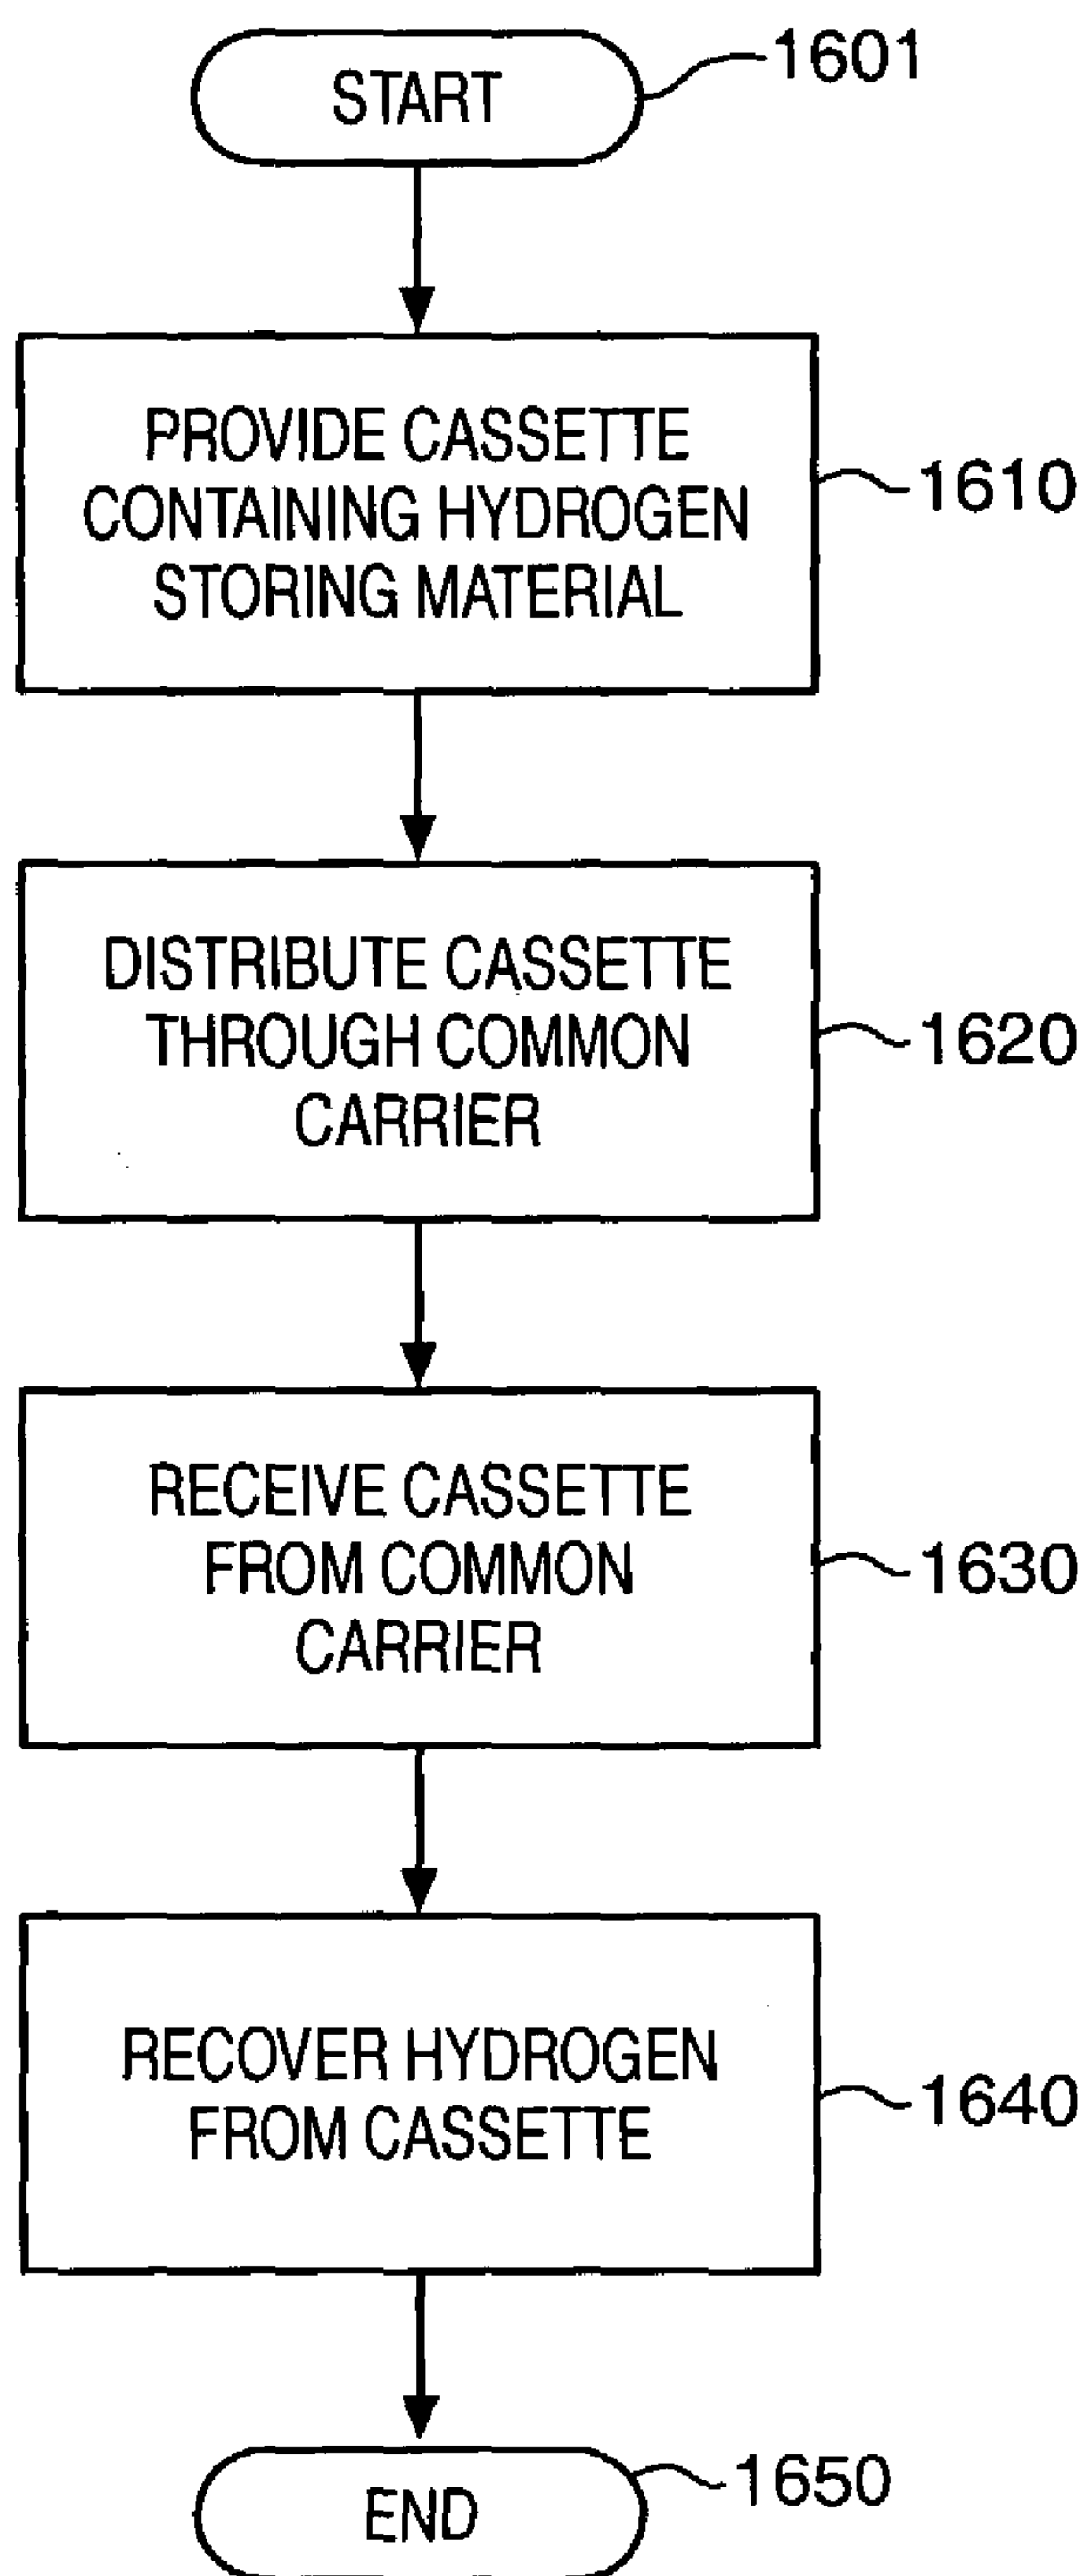 START
1601
PROVIDE CASSETTE
CONTAINING HYDROGEN
STORING MATERIAL
1610
DISTRIBUTE CASSETTE
THROUGH COMMON
CARRIER
1620
RECEIVE CASSETTE
FROM COMMON
CARRIER
1630
RECOVER HYDROGEN
FROM CASSETTE
1640
END
1650